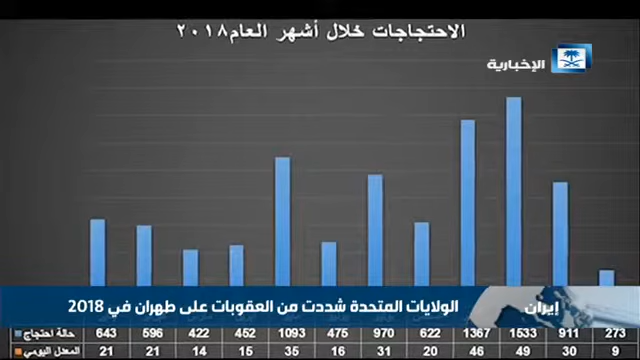 الاحتجاجات خلال أشهر العام٢٠١٨
الإخبارية
إيران
الولايات المتحدة شددت من العقوبات على طهران في 2018
حالة احتجاج 643 596 422 452 1093 475 970 622 1367 1533 911 273
المعدل اليومي 21 21 14 15 35 16 31 20 46 49 30 9